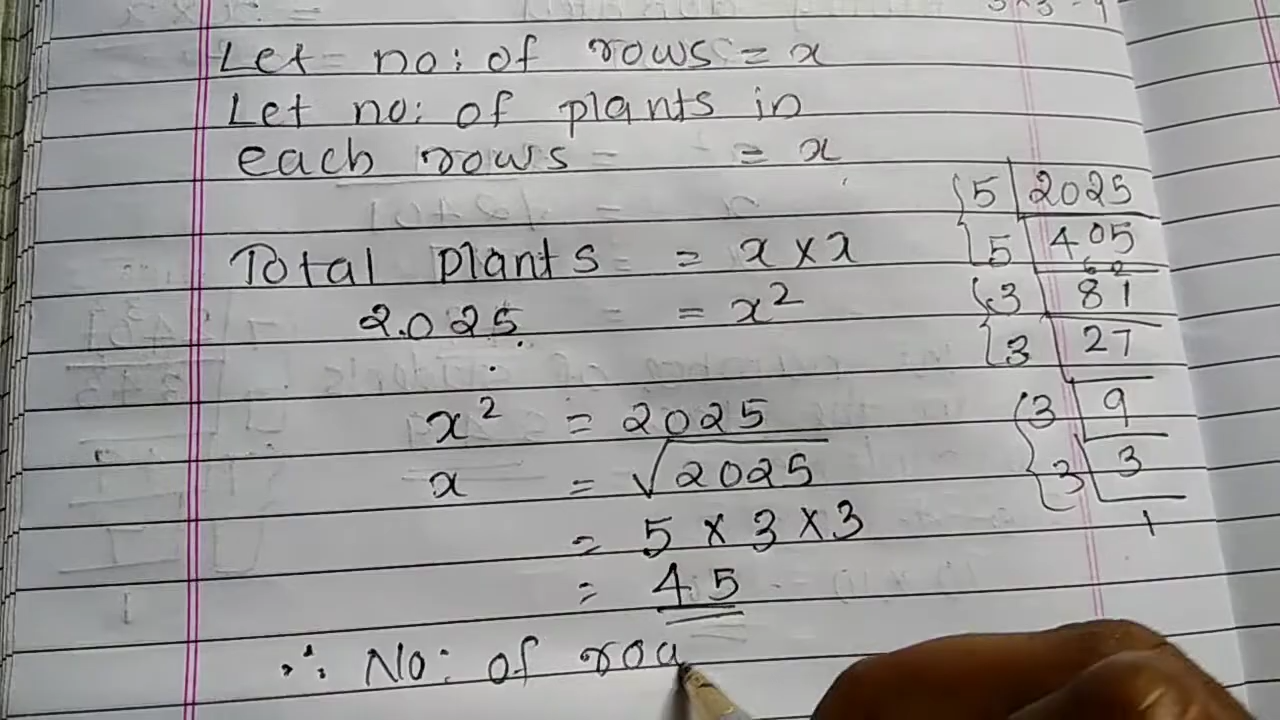 Let no: of rows = x
Let no: of plants in
each rows = = x
Total plants = x × x
2025 = x²
x² = 2025
x = √2025
= 5 × 3 × 3
= 45
∴ No: of row
5 | 2025
5 | 405
3 | 81
3 | 27
3 | 9
3 | 3
1